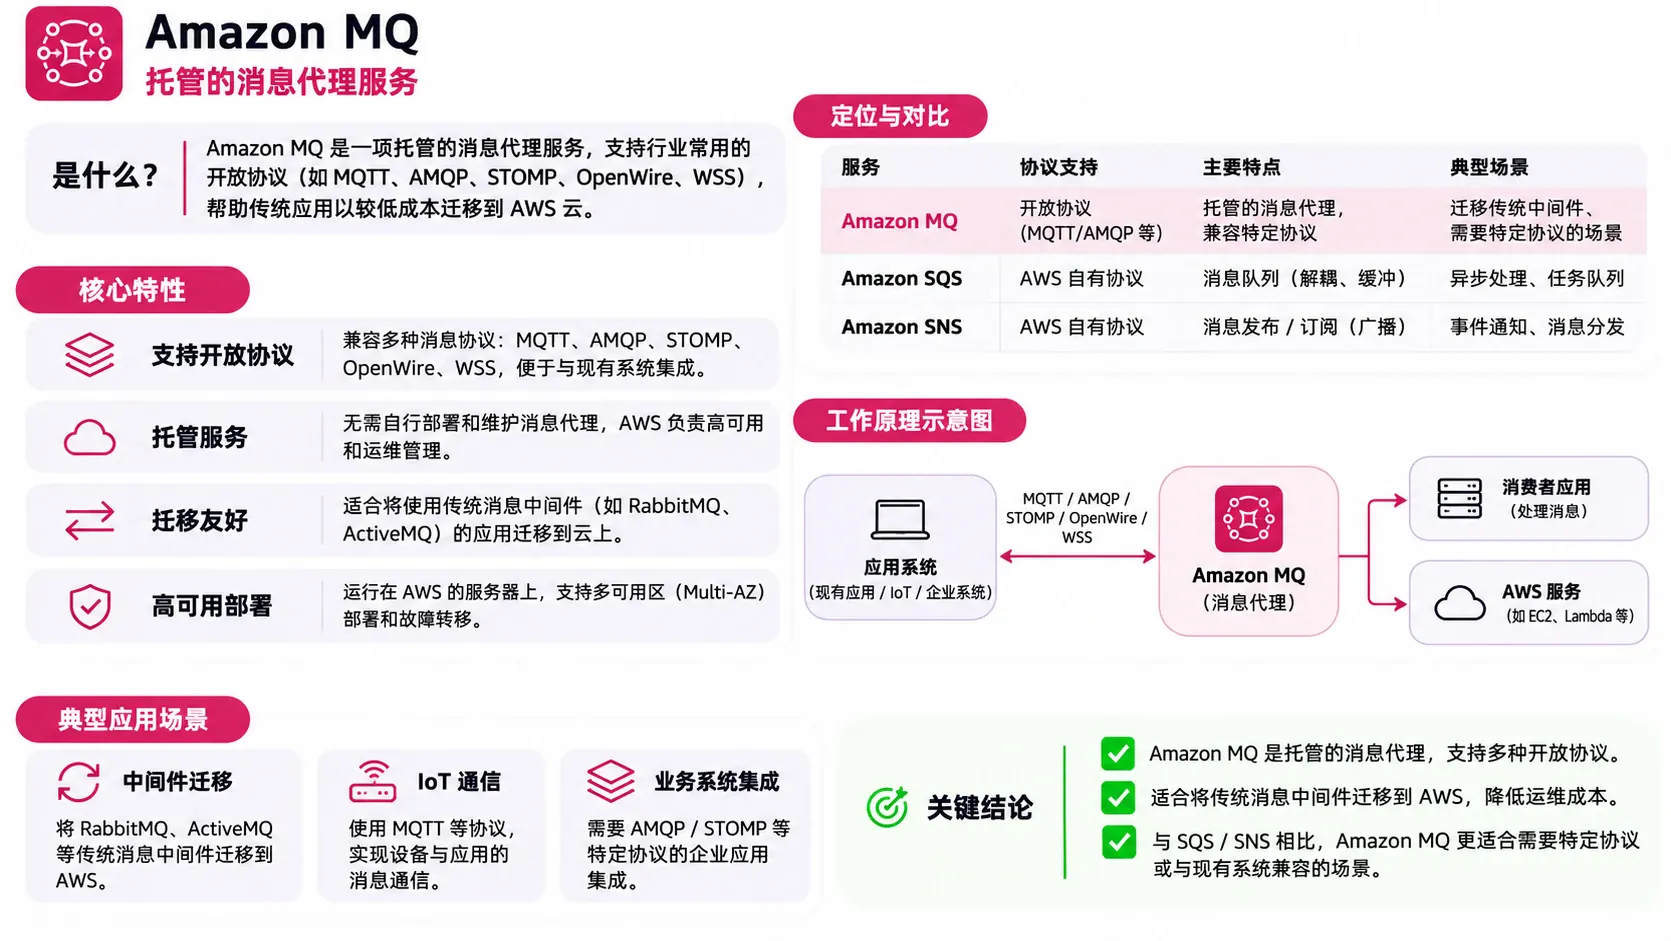 Amazon MQ
托管的消息代理服务
是什么？
Amazon MQ 是一项托管的消息代理服务，支持行业常用的
开放协议（如 MQTT、AMQP、STOMP、OpenWire、WSS），
帮助传统应用以较低成本迁移到 AWS 云。
核心特性
支持开放协议
兼容多种消息协议：MQTT、AMQP、STOMP、
OpenWire、WSS，便于与现有系统集成。
托管服务
无需自行部署和维护消息代理，AWS 负责高可用
和运维管理。
迁移友好
适合将使用传统消息中间件（如 RabbitMQ、
ActiveMQ）的应用迁移到云上。
高可用部署
运行在 AWS 的服务器上，支持多可用区（Multi-AZ）
部署和故障转移。
典型应用场景
中间件迁移
将 RabbitMQ、ActiveMQ
等传统消息中间件迁移到
AWS。
IoT 通信
使用 MQTT 等协议，
实现设备与应用的
消息通信。
业务系统集成
需要 AMQP / STOMP 等
特定协议的企业应用
集成。
定位与对比
服务 协议支持 主要特点 典型场景
Amazon MQ
开放协议
(MQTT/AMQP 等)
托管的消息代理，
兼容特定协议
迁移传统中间件、
需要特定协议的场景
Amazon SQS AWS 自有协议 消息队列（解耦、缓冲） 异步处理、任务队列
Amazon SNS AWS 自有协议 消息发布 / 订阅（广播） 事件通知、消息分发
工作原理示意图
应用系统
(现有应用 / IoT / 企业系统)
MQTT / AMQP /
STOMP / OpenWire /
WSS
Amazon MQ
（消息代理）
消费者应用
（处理消息）
AWS 服务
（如 EC2、Lambda 等）
关键结论
Amazon MQ 是托管的消息代理，支持多种开放协议。
适合将传统消息中间件迁移到 AWS，降低运维成本。
与 SQS / SNS 相比，Amazon MQ 更适合需要特定协议
或与现有系统兼容的场景。